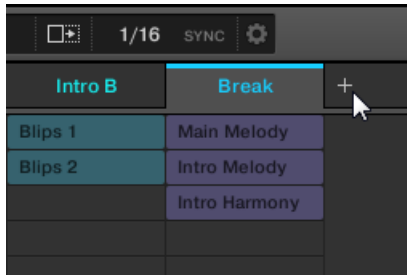 1/16 SYNC
Intro B Break +
Blips 1 Main Melody
Blips 2 Intro Melody
Intro Harmony